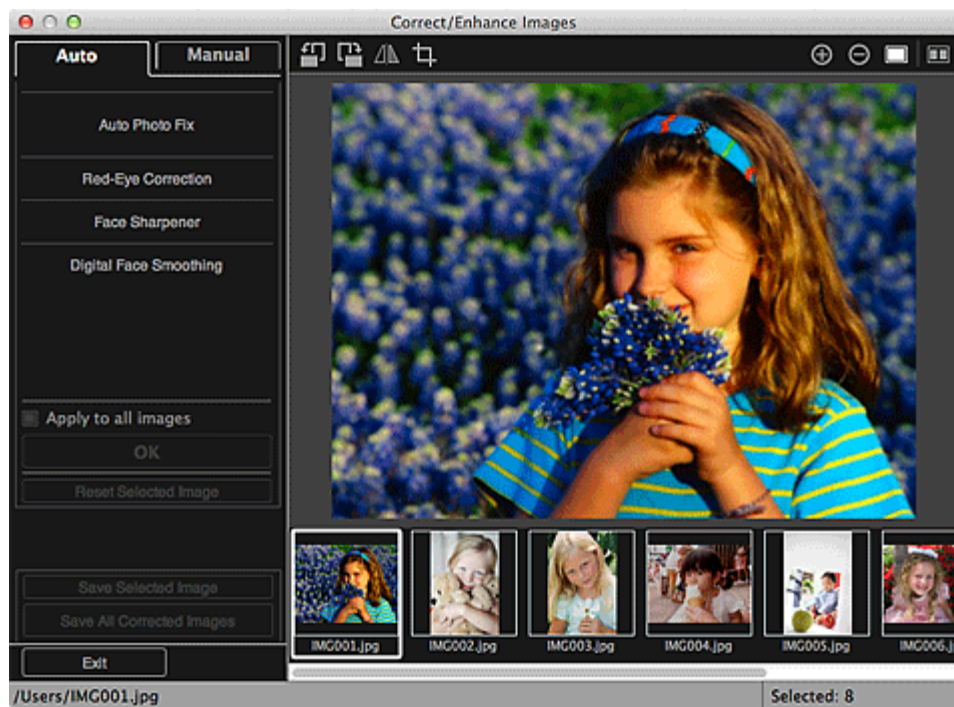 Correct/Enhance Images
Auto Manual
Auto Photo Fix
Red-Eye Correction
Face Sharpener
Digital Face Smoothing
Apply to all images
OK
Reset Selected Image
Save Selected Image
Save All Corrected Images
Exit
IMG001.jpg IMG002.jpg IMG003.jpg IMG004.jpg IMG005.jpg IMG006.j
/Users/IMG001.jpg Selected: 8